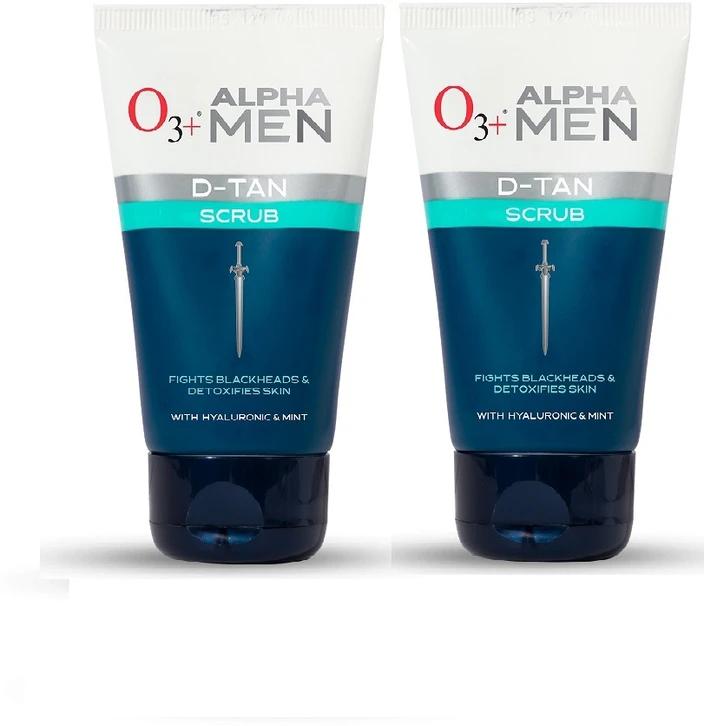 O3+® ALPHA MEN
D-TAN
SCRUB
FIGHTS BLACKHEADS &
DETOXIFIES SKIN
WITH HYALURONIC & MINT
O3+® ALPHA MEN
D-TAN
SCRUB
FIGHTS BLACKHEADS &
DETOXIFIES SKIN
WITH HYALURONIC & MINT